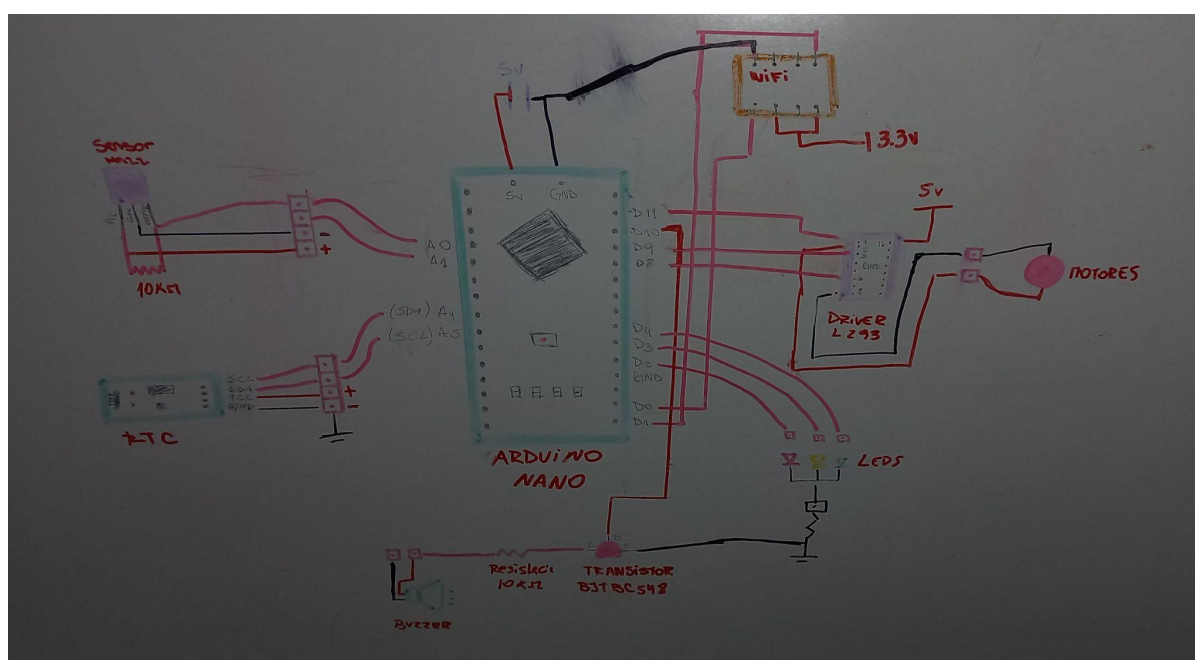 5V
WiFi
3.3V
Sensor
5V GND
5v
D11
D10
D9
D8
A0
A1
-
+
10KΩ
GND
MOTORES
DRiVER
L293
(SDA) A4
(SCL) A5
D4
D3
D2
GND
D0
D1
SCL
SDA
VCC
GND
+
-
RTC
ARDUiNO
NANO
LEDS
TRANSiSTOR
BJT BC548
10KΩ
BUZZER